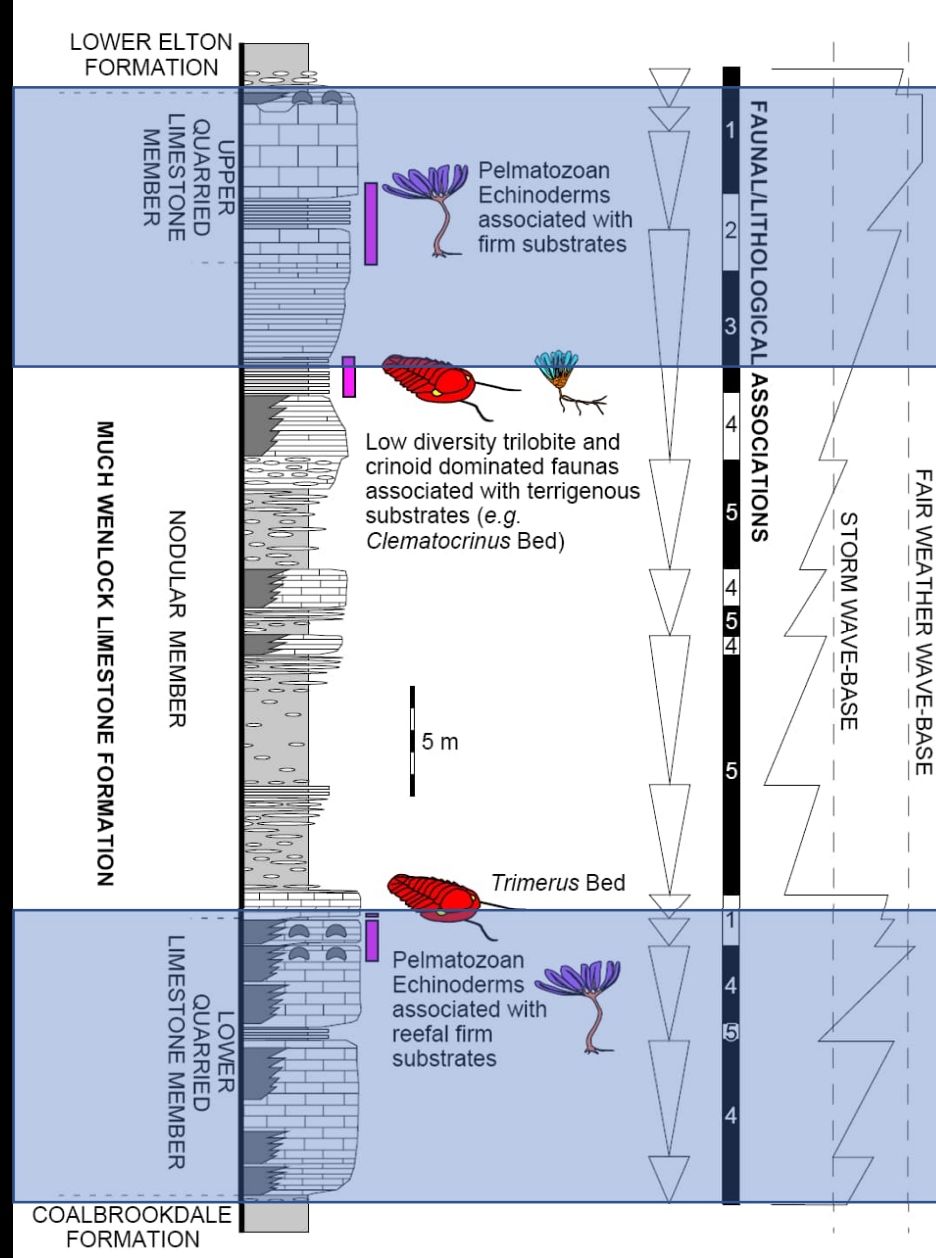 LOWER ELTON
FORMATION
UPPER
QUARRIED
LIMESTONE
MEMBER
Pelmatozoan
Echinoderms
associated with
firm substrates
Low diversity trilobite and
crinoid dominated faunas
associated with terrigenous
substrates (e.g.
Clematocrinus Bed)
MUCH WENLOCK LIMESTONE FORMATION
NODULAR MEMBER
5 m
Trimerus Bed
Pelmatozoan
Echinoderms
associated with
reefal firm
substrates
LOWER
QUARRIED
LIMESTONE MEMBER
COALBROOKDALE
FORMATION
1
2
3
4
5
4
5
4
5
1
4
5
4
FAUNAL/LITHOLOGICAL ASSOCIATIONS
STORM WAVE-BASE
FAIR WEATHER WAVE-BASE